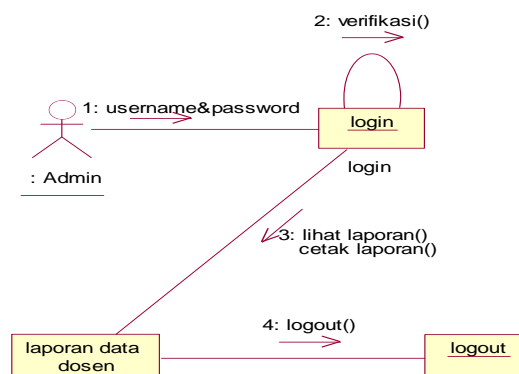 2: verifikasi()
1: username&password
login
: Admin
login
3: lihat laporan()
cetak laporan()
4: logout()
laporan data
dosen
logout